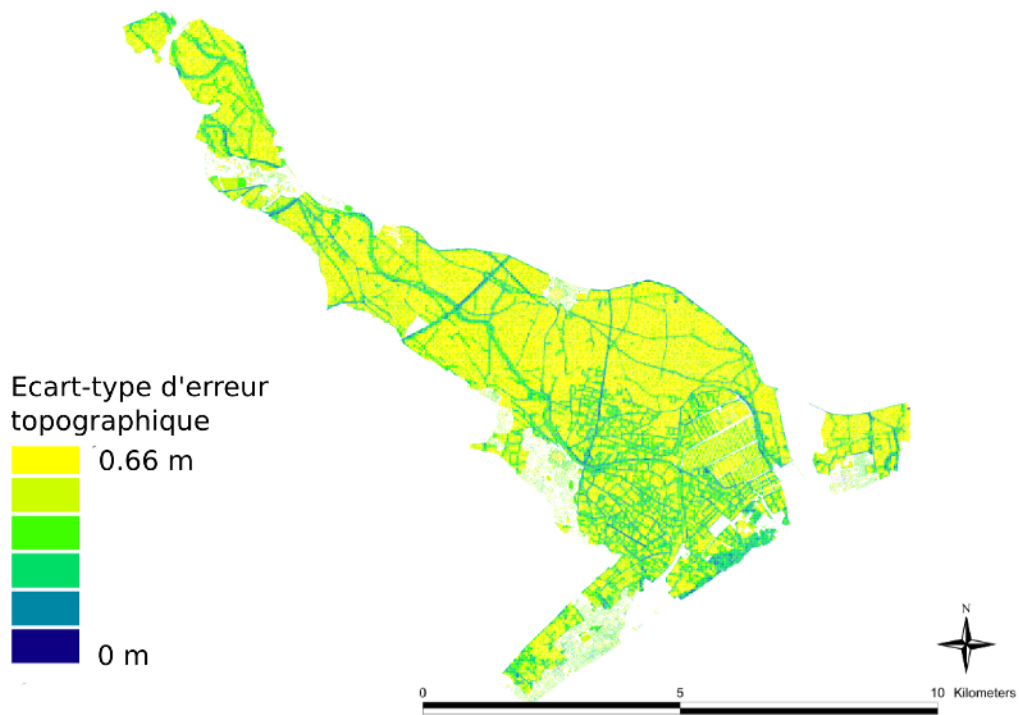 Ecart-type d'erreur
topographique
0.66 m
0 m
N
0 5 10 Kilometers